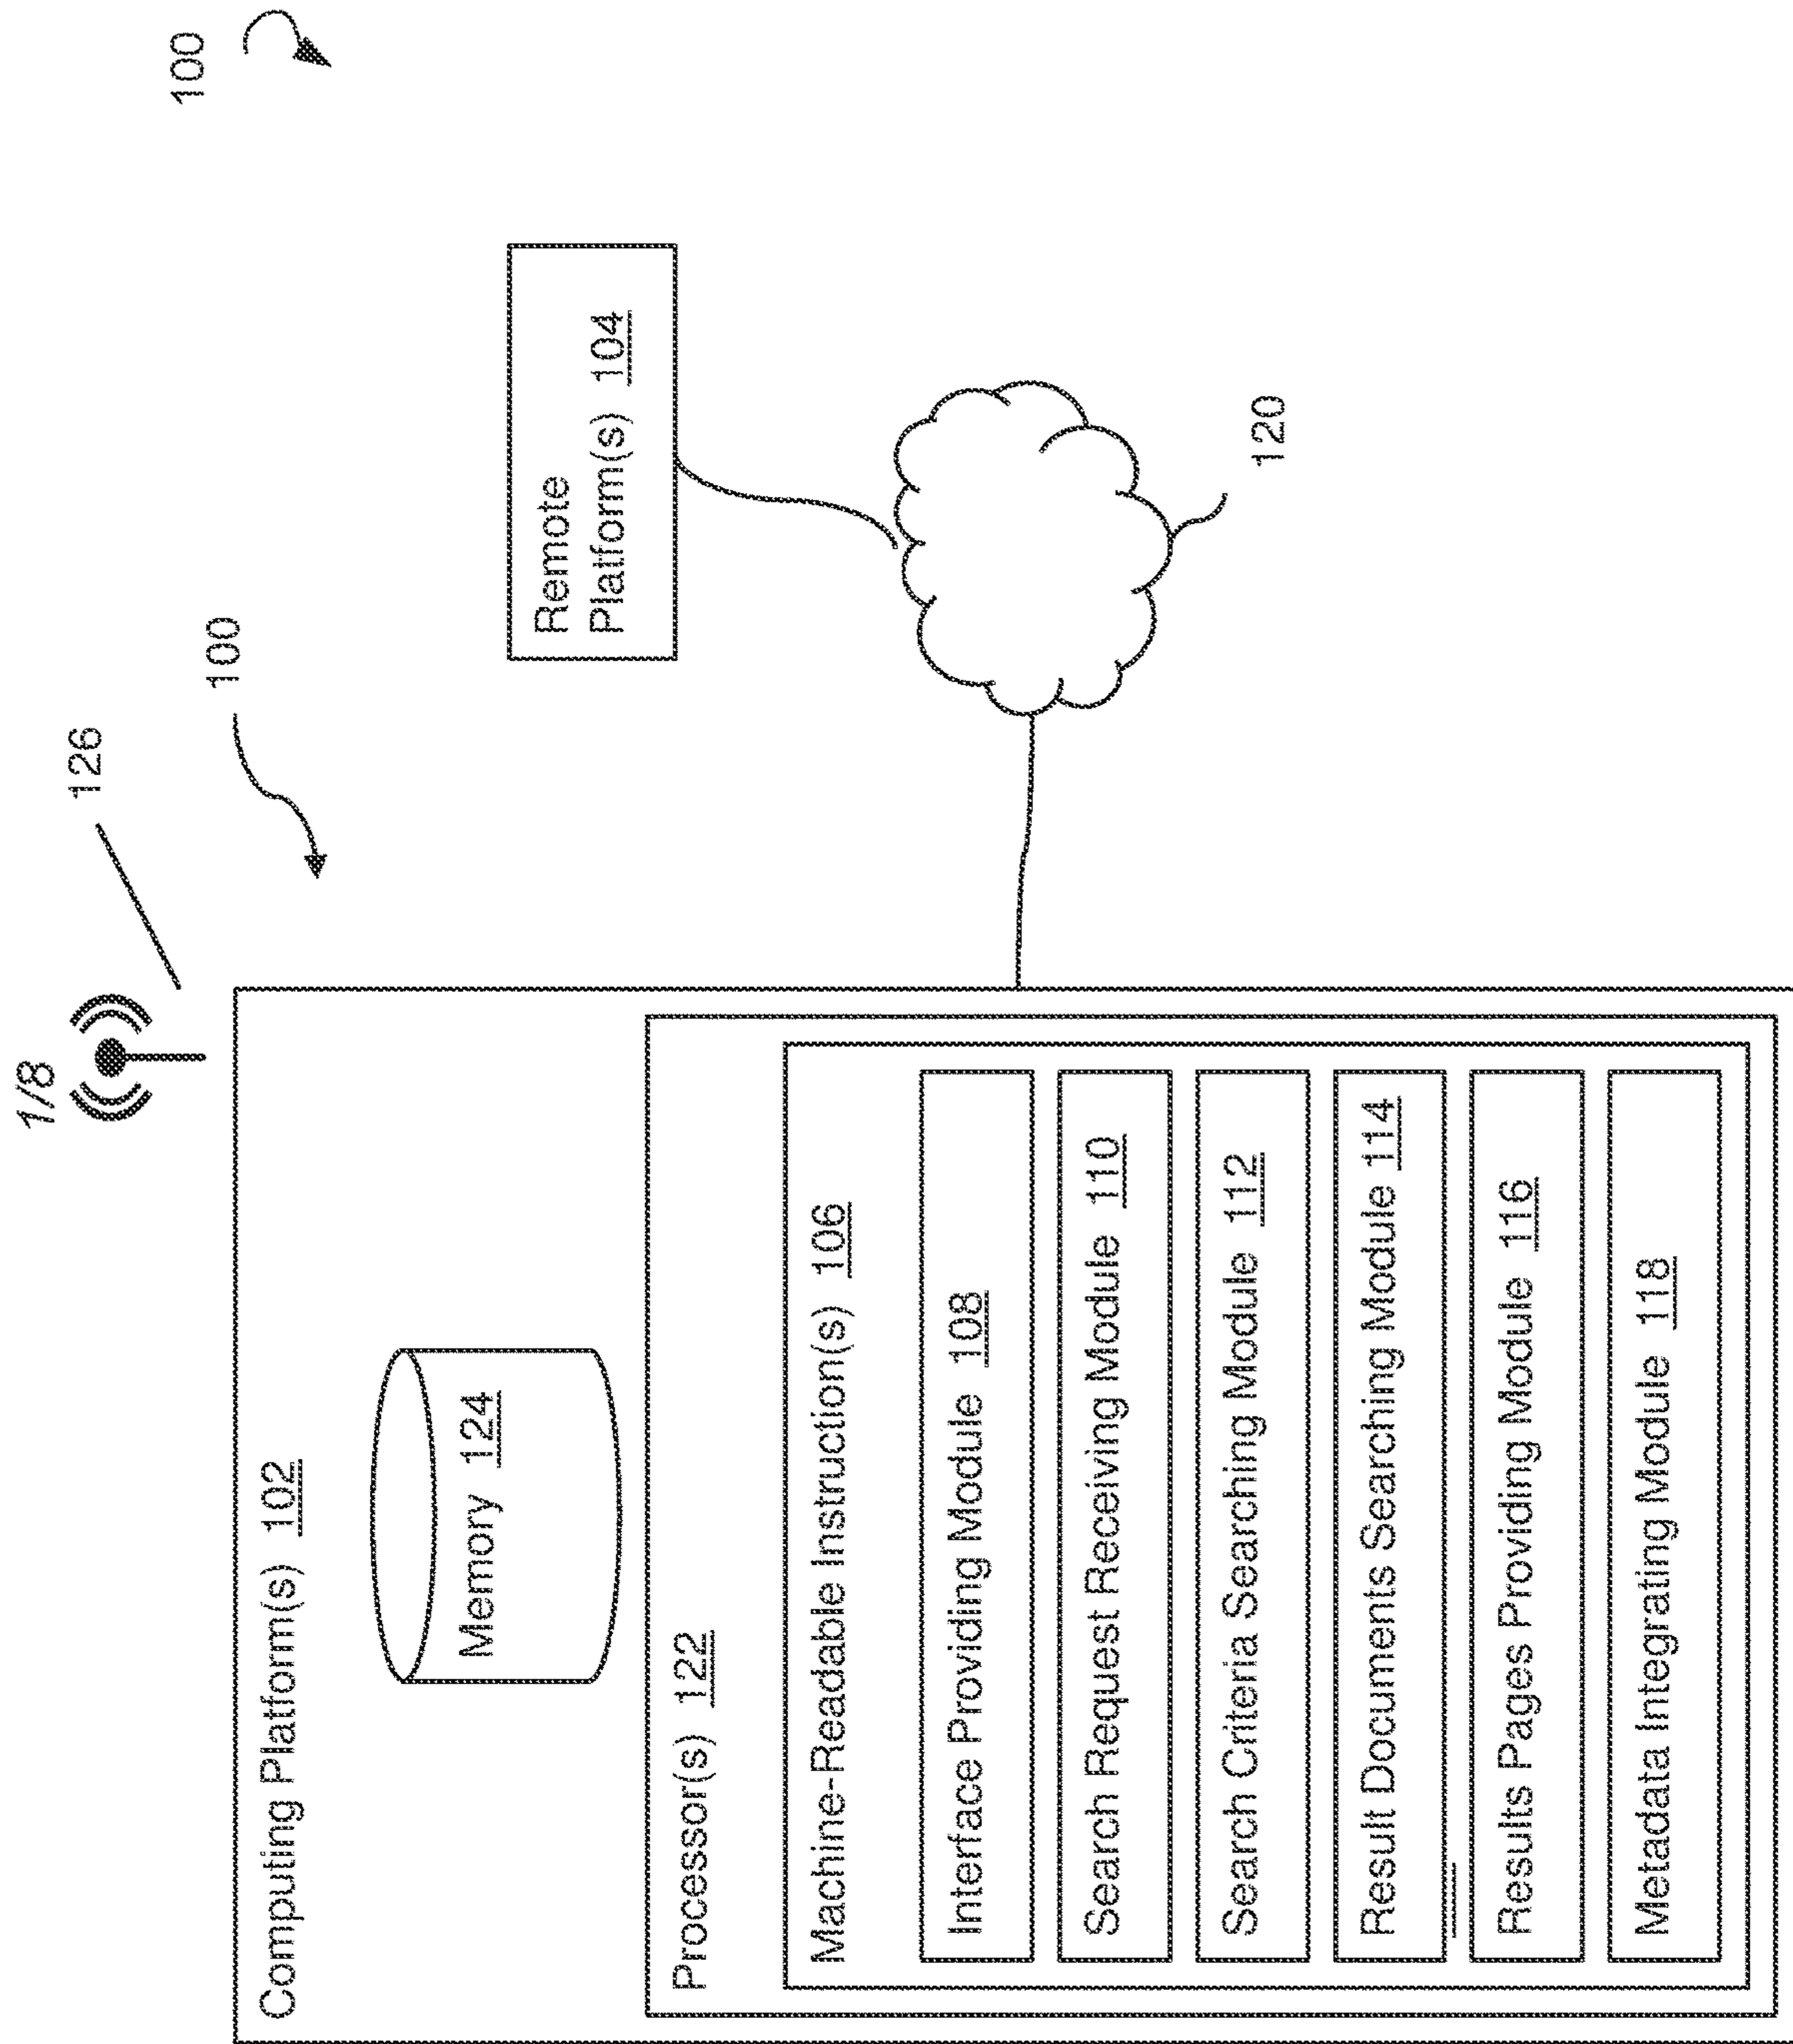 1/8
126
100
100
Computing Platform(s) 102
Memory 124
Processor(s) 122
Machine-Readable Instruction(s) 106
Interface Providing Module 108
Search Request Receiving Module 110
Search Criteria Searching Module 112
Result Documents Searching Module 114
Results Pages Providing Module 116
Metadata Integrating Module 118
Remote
Platform(s) 104
120